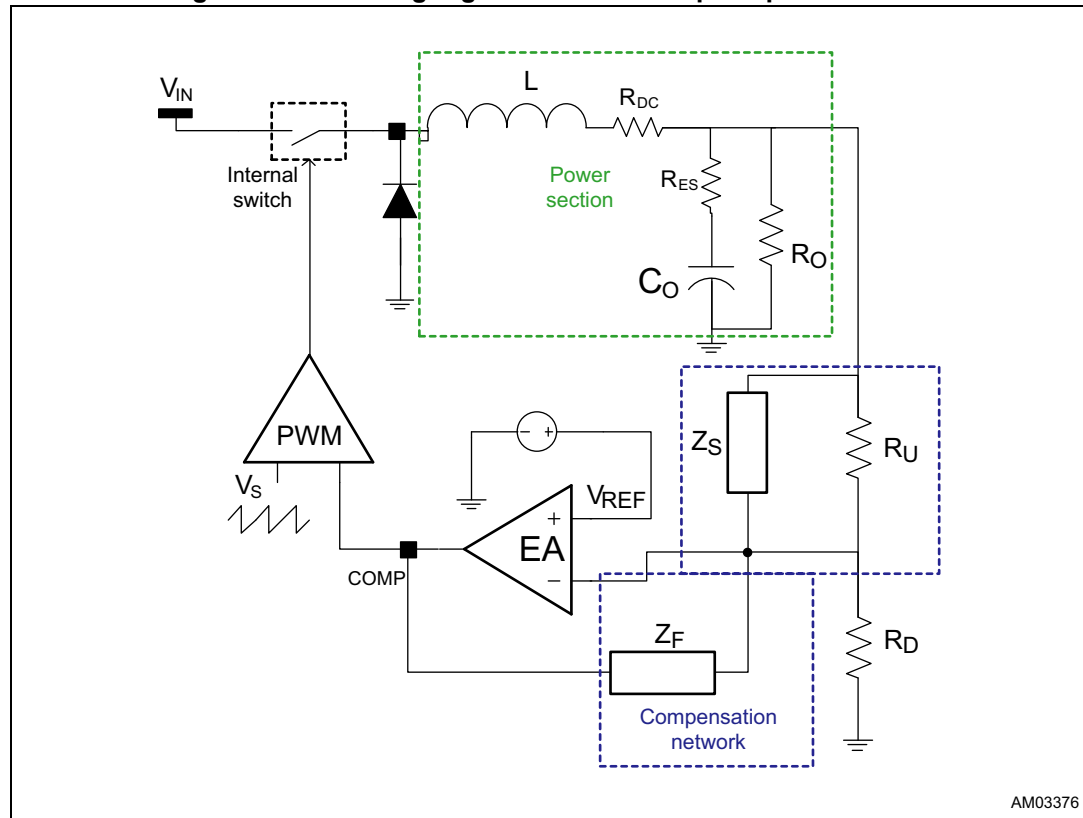 V_IN
L
R_DC
Internal
switch
Power
section
R_ES
R_O
C_O
Z_S
R_U
PWM
- +
V_S
V_REF
+
EA
−
COMP
R_D
Z_F
Compensation
network
AM03376